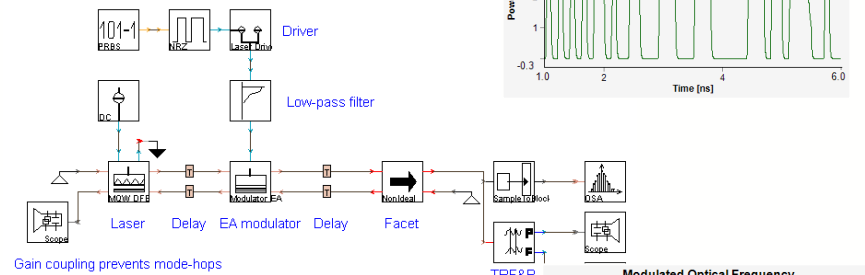 101-1
PRBS
NRZ
Laser Driv
Driver
DC
Low-pass filter
MQW DFB
T
T
Modulator EA
T
T
NonIdeal
SampleToBlock
OSA
Scope
Laser
Delay
EA modulator
Delay
Facet
F
F
Scope
Gain coupling prevents mode-hops
Pow
1
-0.3
1.0
2
4
6.0
Time [ns]
Modulated Optical Frequency